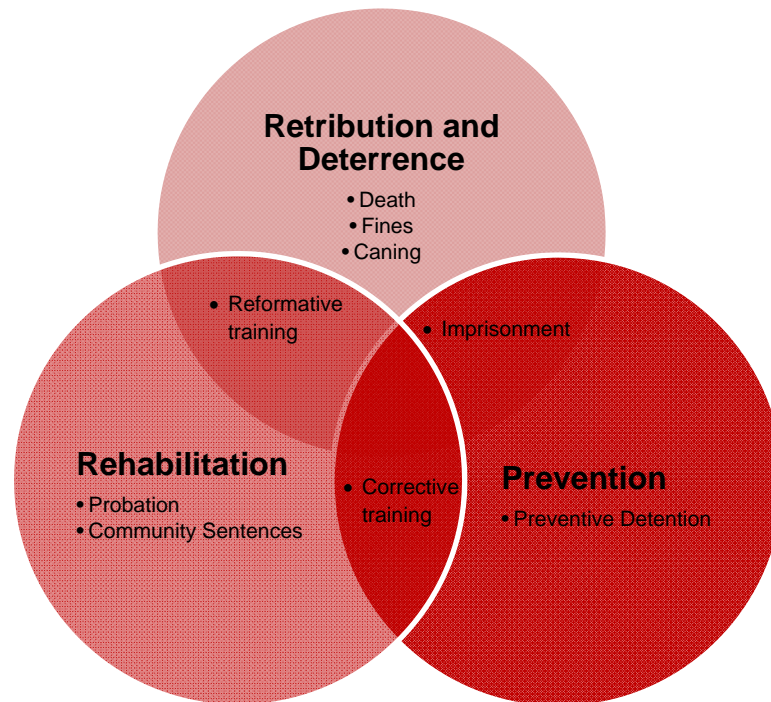 Retribution and
Deterrence
• Death
• Fines
• Caning
• Reformative
training
• Imprisonment
Rehabilitation
• Probation
• Community Sentences
• Corrective
training
Prevention
• Preventive Detention